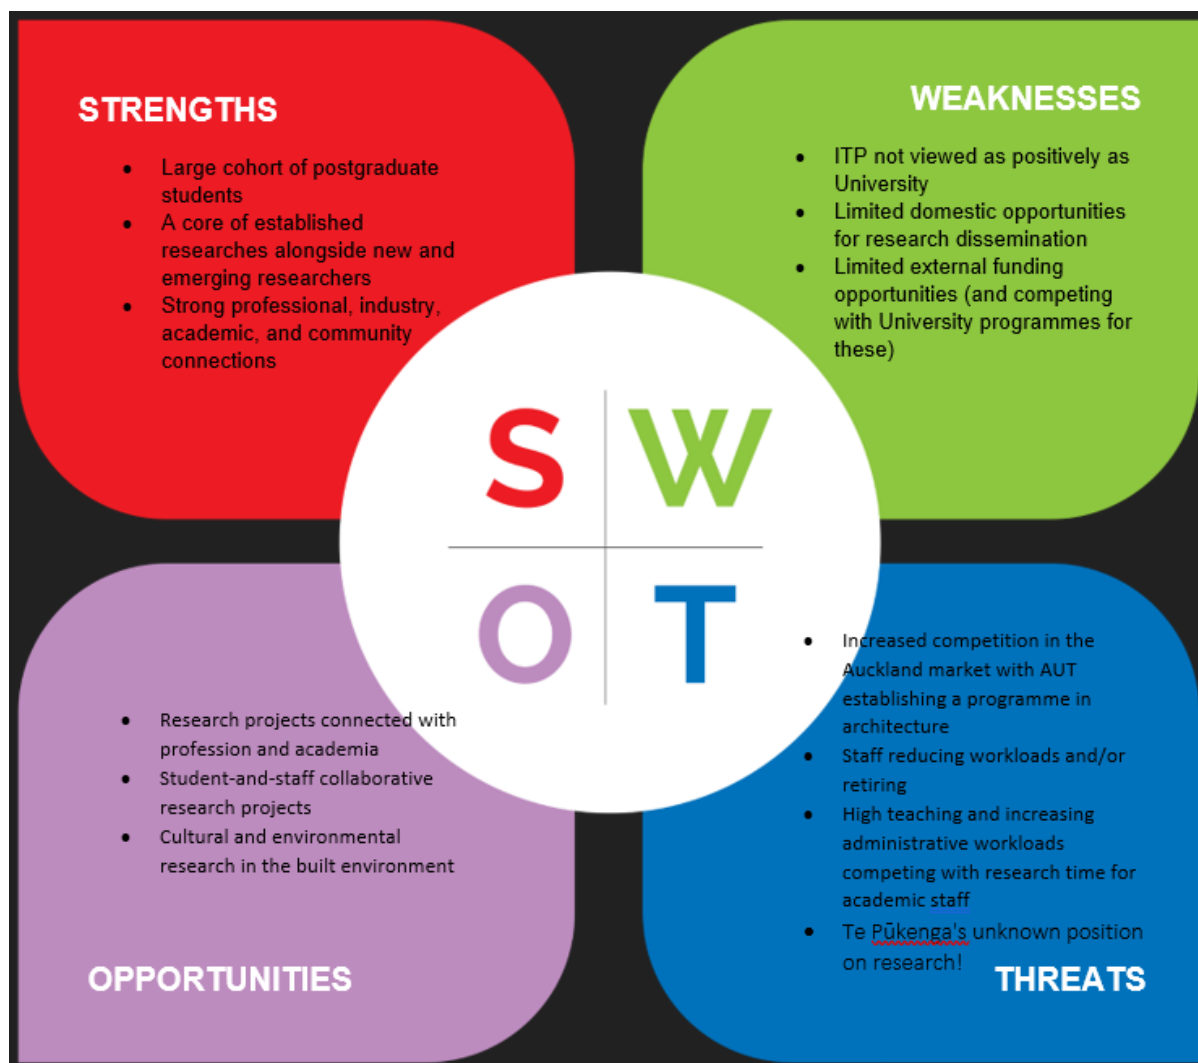 STRENGTHS
● Large cohort of postgraduate
students
● A core of established
researches alongside new and
emerging researchers
● Strong professional, industry,
academic, and community
connections
WEAKNESSES
● ITP not viewed as positively as
University
● Limited domestic opportunities
for research dissemination
● Limited external funding
opportunities (and competing
with University programmes for
these)
S W
O T
● Research projects connected with
profession and academia
● Student-and-staff collaborative
research projects
● Cultural and environmental
research in the built environment
OPPORTUNITIES
● Increased competition in the
Auckland market with AUT
establishing a programme in
architecture
● Staff reducing workloads and/or
retiring
● High teaching and increasing
administrative workloads
competing with research time for
academic staff
● Te Pūkenga's unknown position
on research!
THREATS